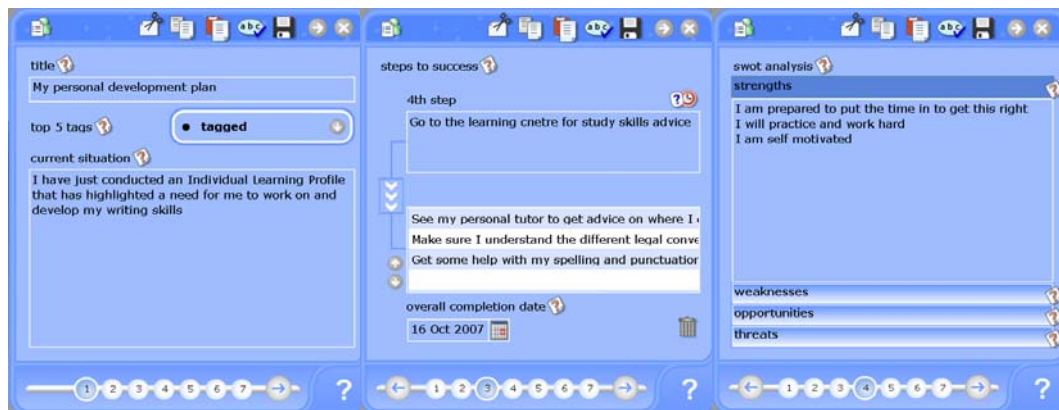 abc
title
My personal development plan
top 5 tags
• tagged
current situation
I have just conducted an Individual Learning Profile
that has highlighted a need for me to work on and
develop my writing skills
1 2 3 4 5 6 7
?
abc
steps to success
4th step
Go to the learning cnetre for study skills advice
See my personal tutor to get advice on where I
Make sure I understand the different legal conve
Get some help with my spelling and punctuation
overall completion date
16 Oct 2007
1 2 3 4 5 6 7
?
abc
swot analysis
strengths
I am prepared to put the time in to get this right
I will practice and work hard
I am self motivated
weaknesses
opportunities
threats
1 2 3 4 5 6 7
?